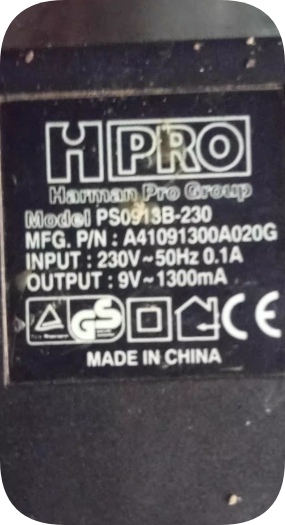 HPRO
Harman Pro Group
Model PS0913B-230
MFG. P/N : A41091300A020G
INPUT : 230V~50Hz 0.1A
OUTPUT : 9V~1300mA
GS CE
MADE IN CHINA